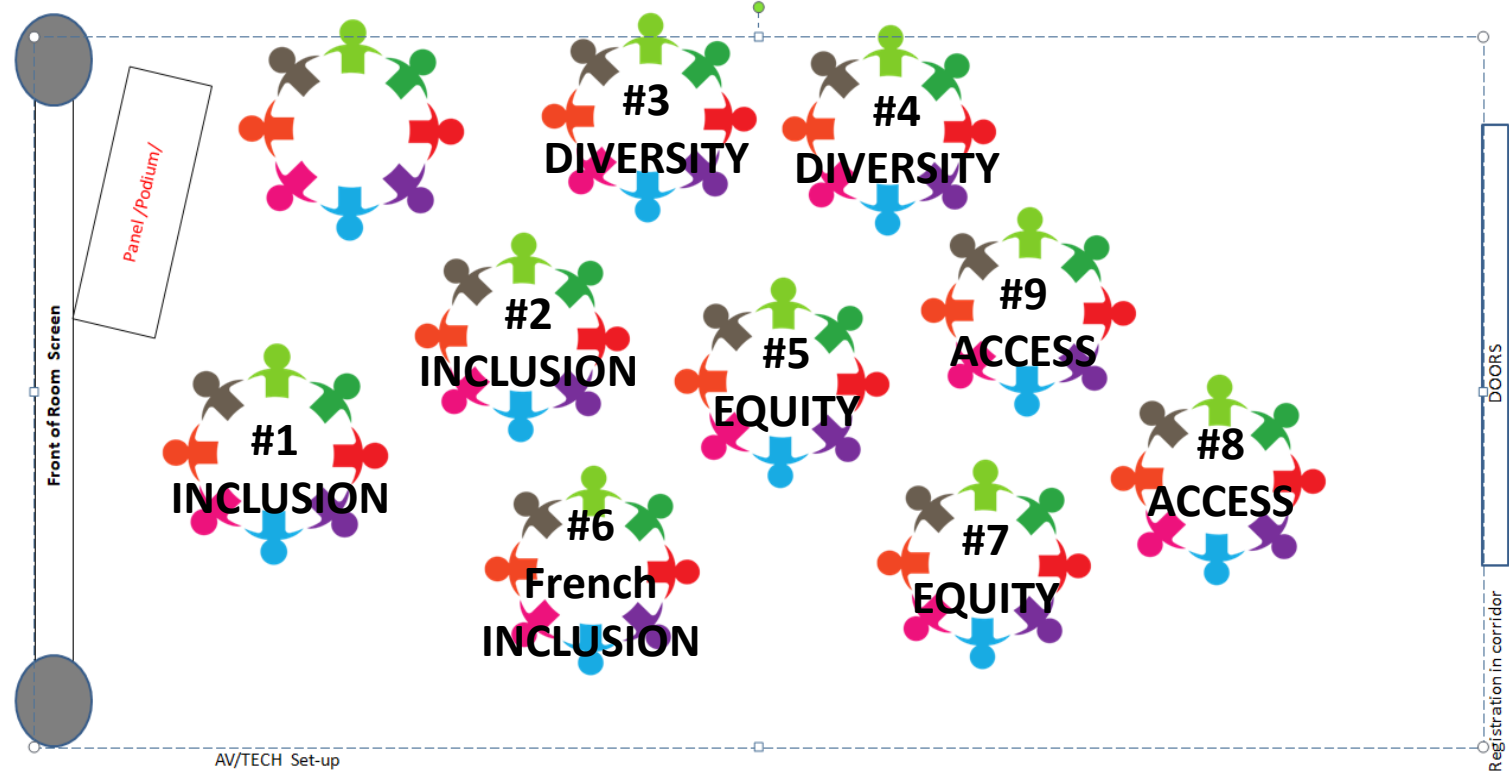 Front of Room  Screen
Panel /Podium/
#3
DIVERSITY
#4
DIVERSITY
#2
INCLUSION
#9
ACCESS
#5
EQUITY
#1
INCLUSION
#8
ACCESS
#6
French
INCLUSION
#7
EQUITY
DOORS
Registration in corridor
AV/TECH  Set-up